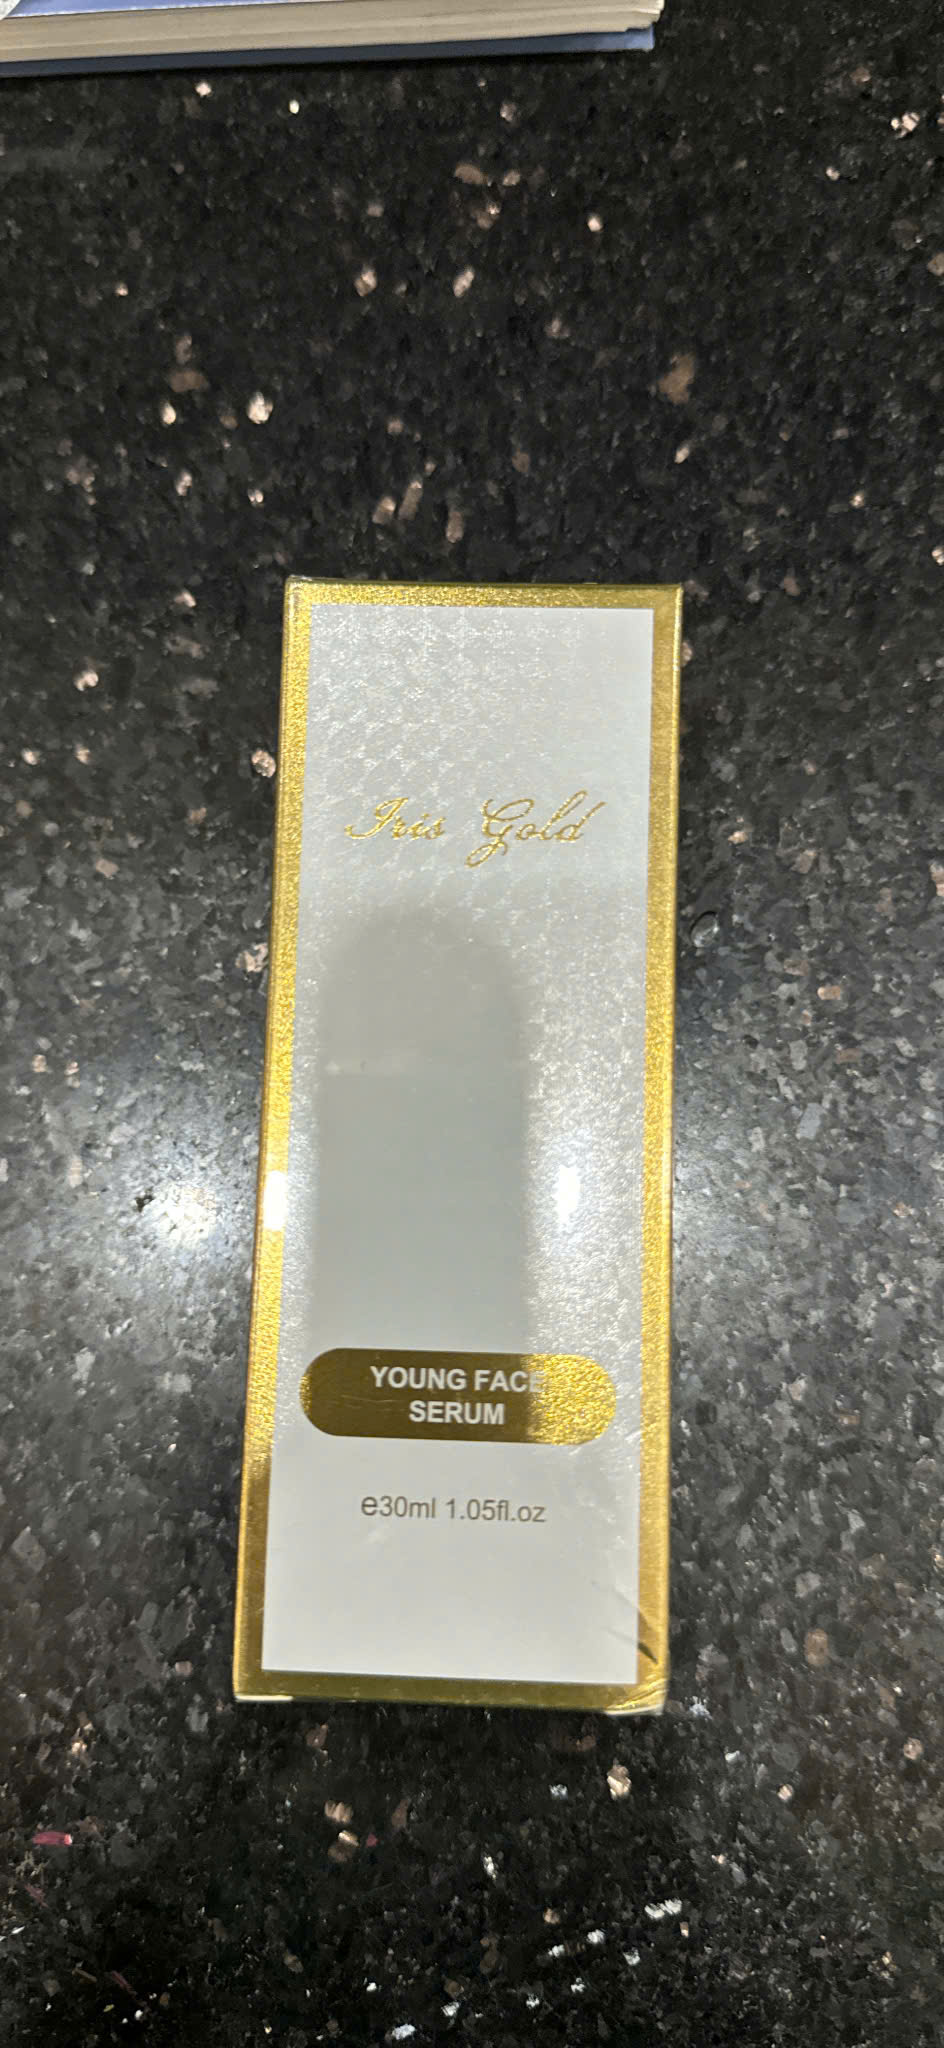 Iris Gold
YOUNG FACE
SERUM
e30ml 1.05fl.oz